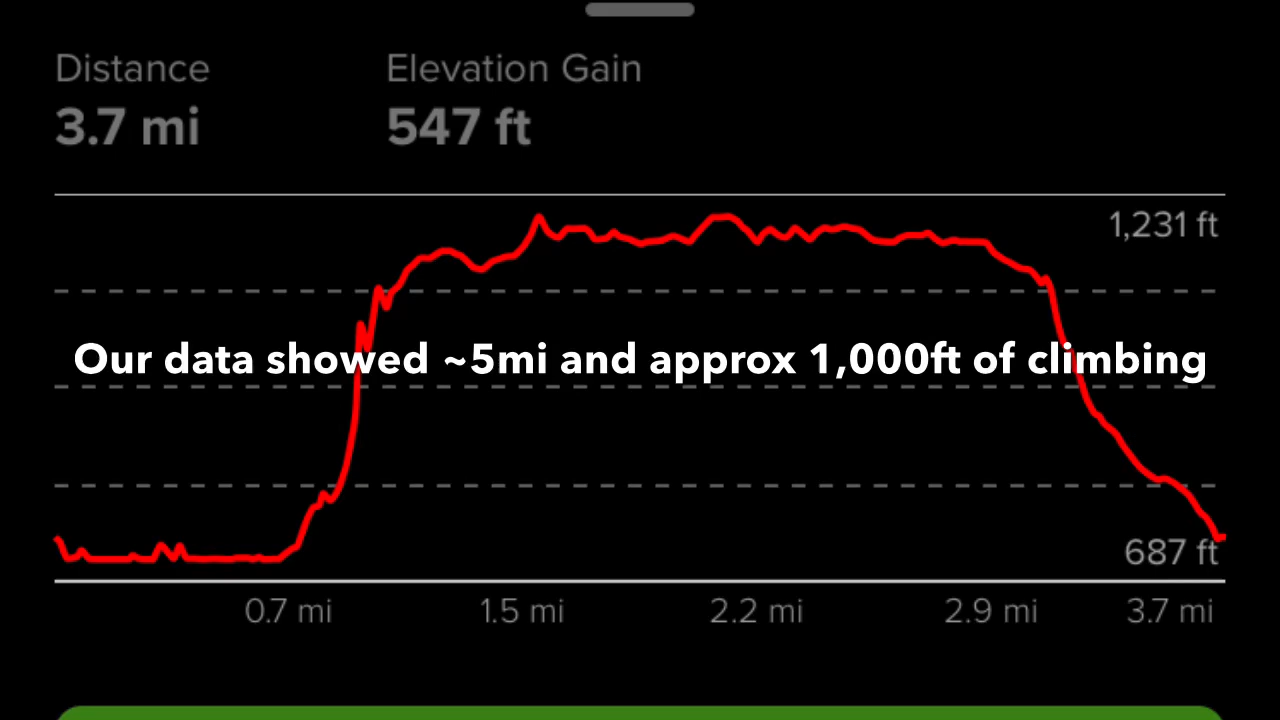 Distance Elevation Gain
3.7 mi 547 ft
1,231 ft
Our data showed ~5mi and approx 1,000ft of climbing
687 ft
0.7 mi 1.5 mi 2.2 mi 2.9 mi 3.7 mi